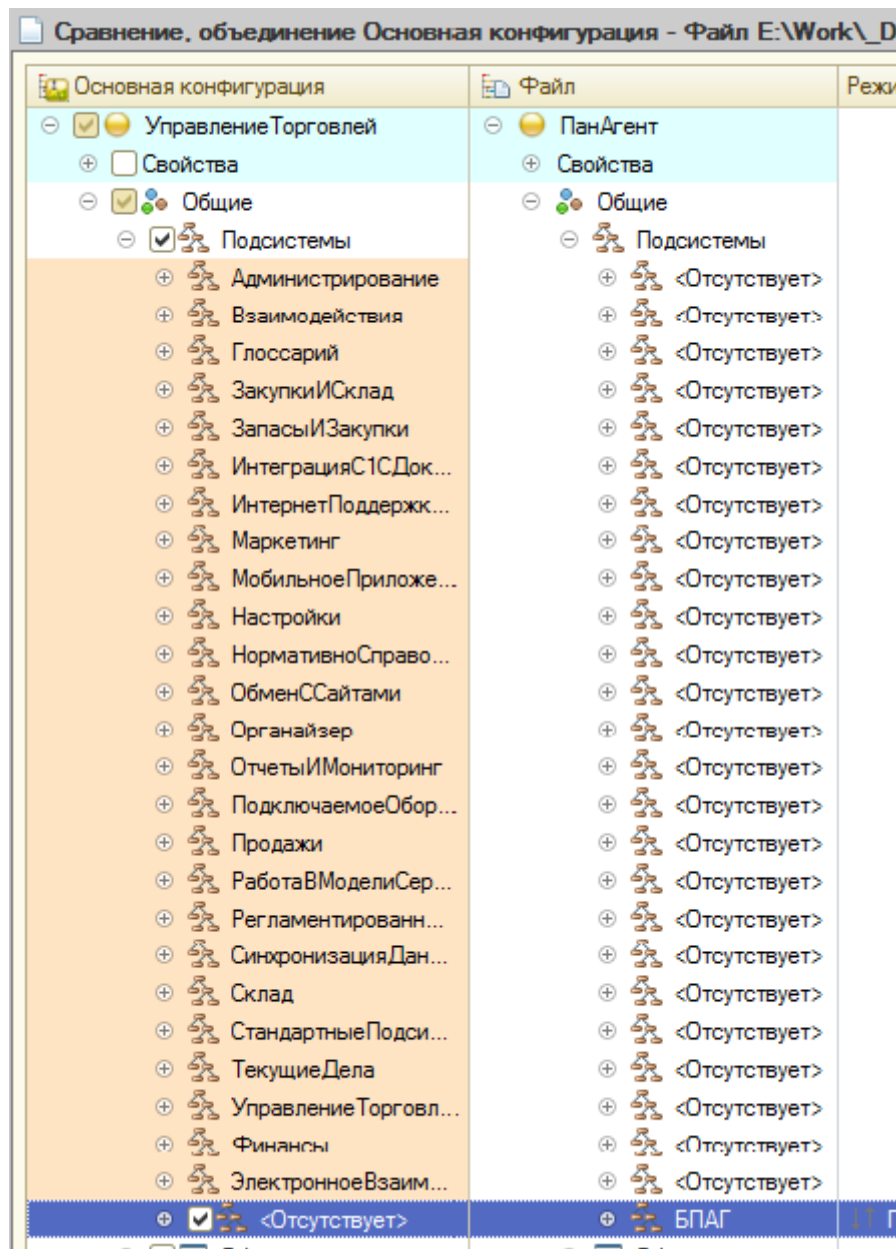 Сравнение, объединение Основная конфигурация - Файл E:\Work\_D
Основная конфигурация Файл Режи
УправлениеТорговлей ПанАгент
Свойства Свойства
Общие Общие
Подсистемы Подсистемы
Администрирование <Отсутствует>
Взаимодействия <Отсутствует>
Глоссарий <Отсутствует>
ЗакупкиИСклад <Отсутствует>
ЗапасыИЗакупки <Отсутствует>
ИнтеграцияС1СДок... <Отсутствует>
ИнтернетПоддержк... <Отсутствует>
Маркетинг <Отсутствует>
МобильноеПриложе... <Отсутствует>
Настройки <Отсутствует>
НормативноСправо... <Отсутствует>
ОбменССайтами <Отсутствует>
Органайзер <Отсутствует>
ОтчетыИМониторинг <Отсутствует>
ПодключаемоеОбор... <Отсутствует>
Продажи <Отсутствует>
РаботаВМоделиСер... <Отсутствует>
Регламентированн... <Отсутствует>
СинхронизацияДан... <Отсутствует>
Склад <Отсутствует>
СтандартныеПодси... <Отсутствует>
ТекущиеДела <Отсутствует>
УправлениеТорговл... <Отсутствует>
Финансы <Отсутствует>
ЭлектронноеВзаим... <Отсутствует>
<Отсутствует> БПАГ